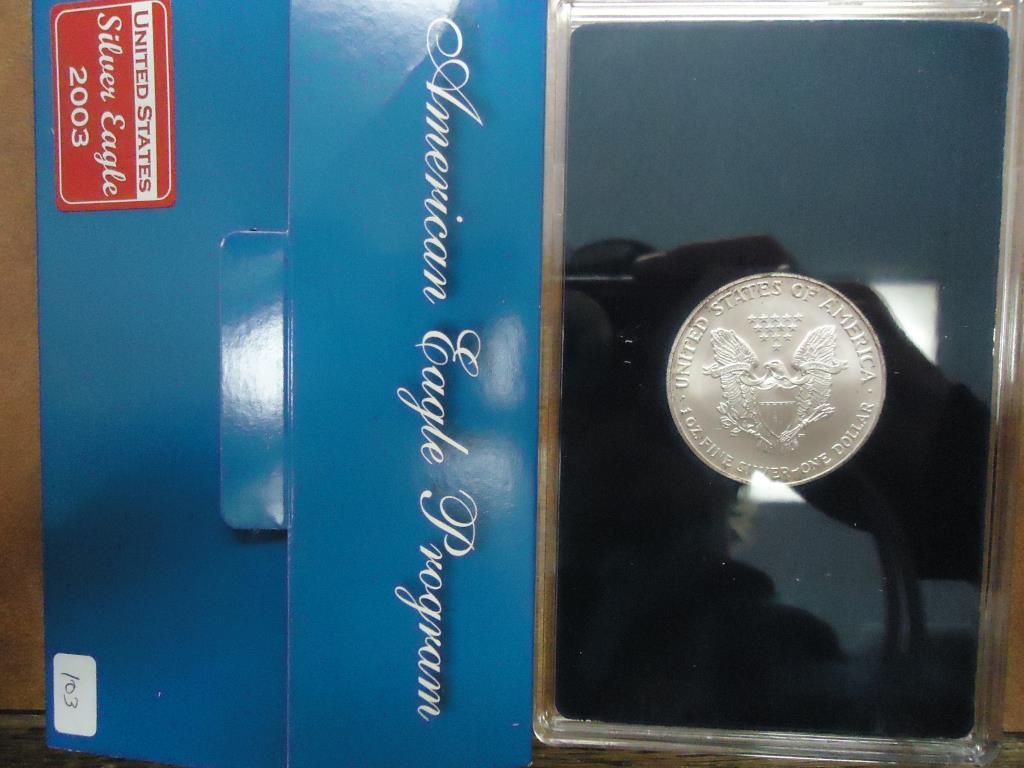 UNITED STATES
Silver Eagle
2003
American Eagle Program
103
UNITED STATES OF AMERICA
1 OZ. FINE SILVER~ONE DOLLAR